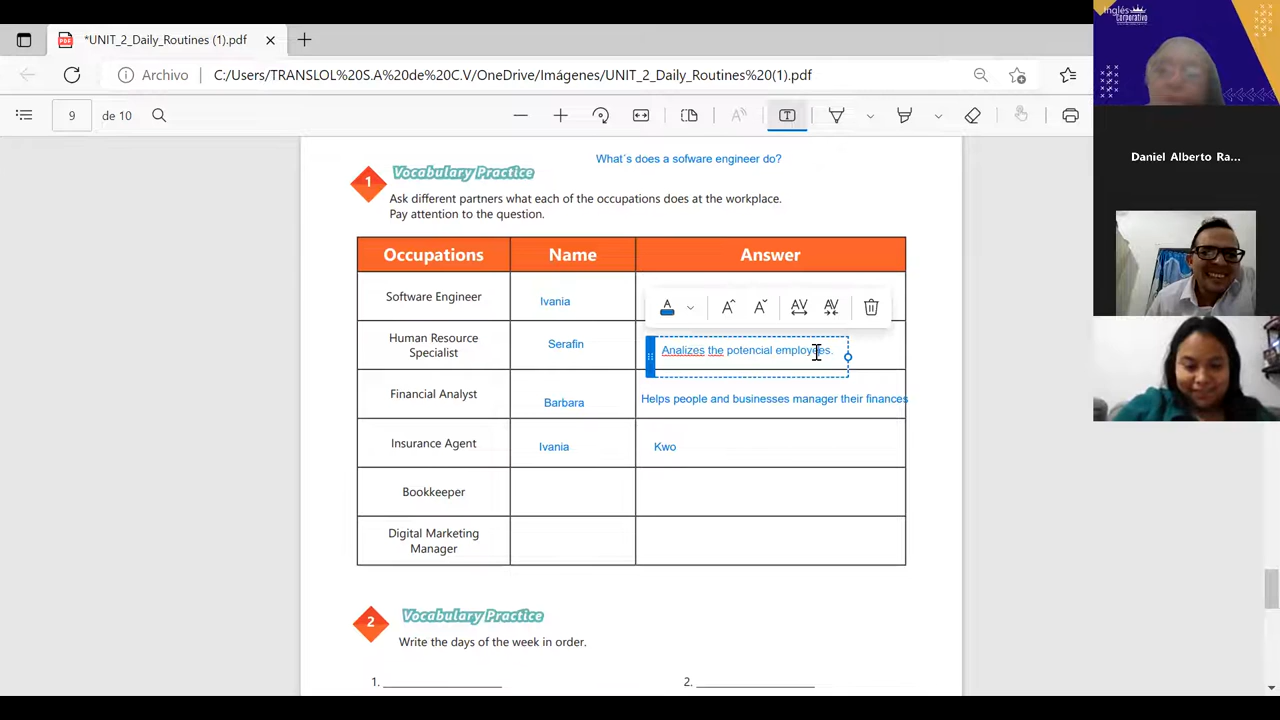 *UNIT_2_Daily_Routines (1).pdf
Archivo
C:/Users/TRANSLOL%20S.A%20de%20C.V/OneDrive/Imágenes/UNIT_2_Daily_Routines%20(1).pdf
9
de 10
What´s does a sofware engineer do?
1
Vocabulary Practice
Ask different partners what each of the occupations does at the workplace.
Pay attention to the question.
Occupations Name Answer
Software Engineer Ivania
Human Resource
Specialist
Serafin
Analizes the potencial employees.
Financial Analyst Barbara Helps people and businesses manager their finances
Insurance Agent Ivania Kwo
Bookkeeper
Digital Marketing
Manager
2
Vocabulary Practice
Write the days of the week in order.
1. 2.
Inglés
Corporativo
Daniel Alberto Ra...